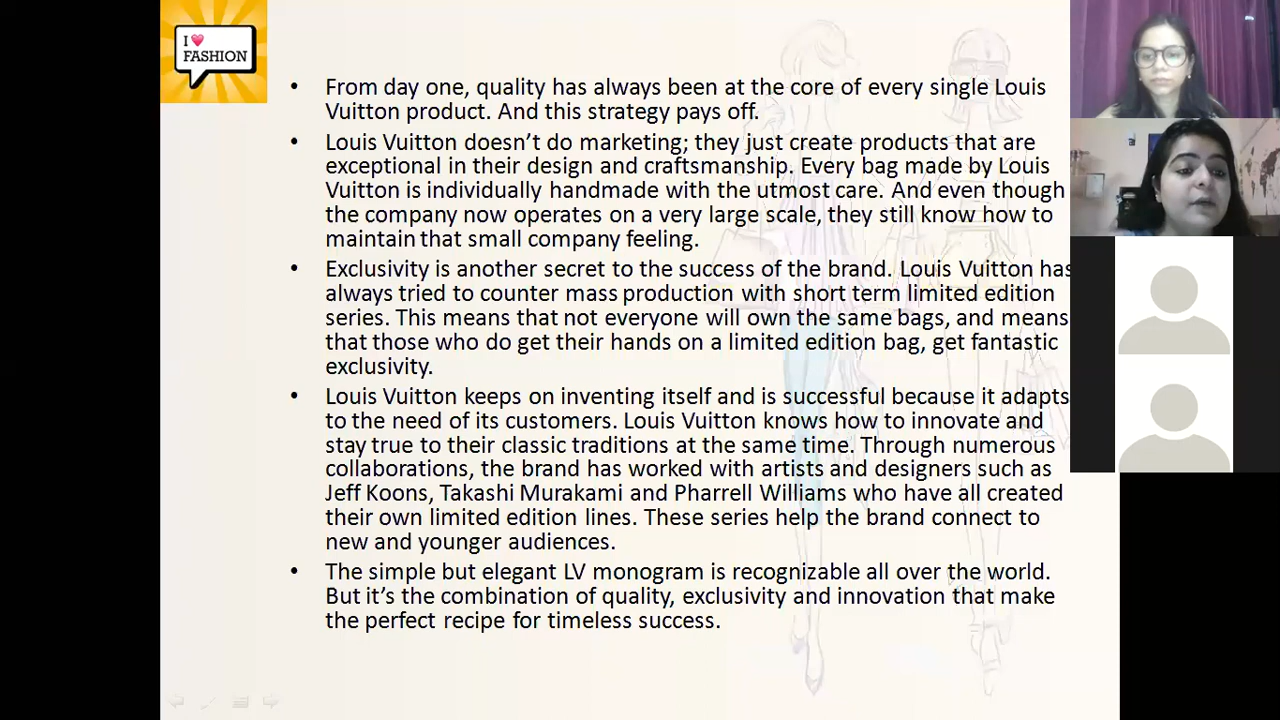 I
FASHION
• From day one, quality has always been at the core of every single Louis
Vuitton product. And this strategy pays off.
• Louis Vuitton doesn’t do marketing; they just create products that are
exceptional in their design and craftsmanship. Every bag made by Louis
Vuitton is individually handmade with the utmost care. And even though
the company now operates on a very large scale, they still know how to
maintain that small company feeling.
• Exclusivity is another secret to the success of the brand. Louis Vuitton has
always tried to counter mass production with short term limited edition
series. This means that not everyone will own the same bags, and means
that those who do get their hands on a limited edition bag, get fantastic
exclusivity.
• Louis Vuitton keeps on inventing itself and is successful because it adapts
to the need of its customers. Louis Vuitton knows how to innovate and
stay true to their classic traditions at the same time. Through numerous
collaborations, the brand has worked with artists and designers such as
Jeff Koons, Takashi Murakami and Pharrell Williams who have all created
their own limited edition lines. These series help the brand connect to
new and younger audiences.
• The simple but elegant LV monogram is recognizable all over the world.
But it’s the combination of quality, exclusivity and innovation that make
the perfect recipe for timeless success.